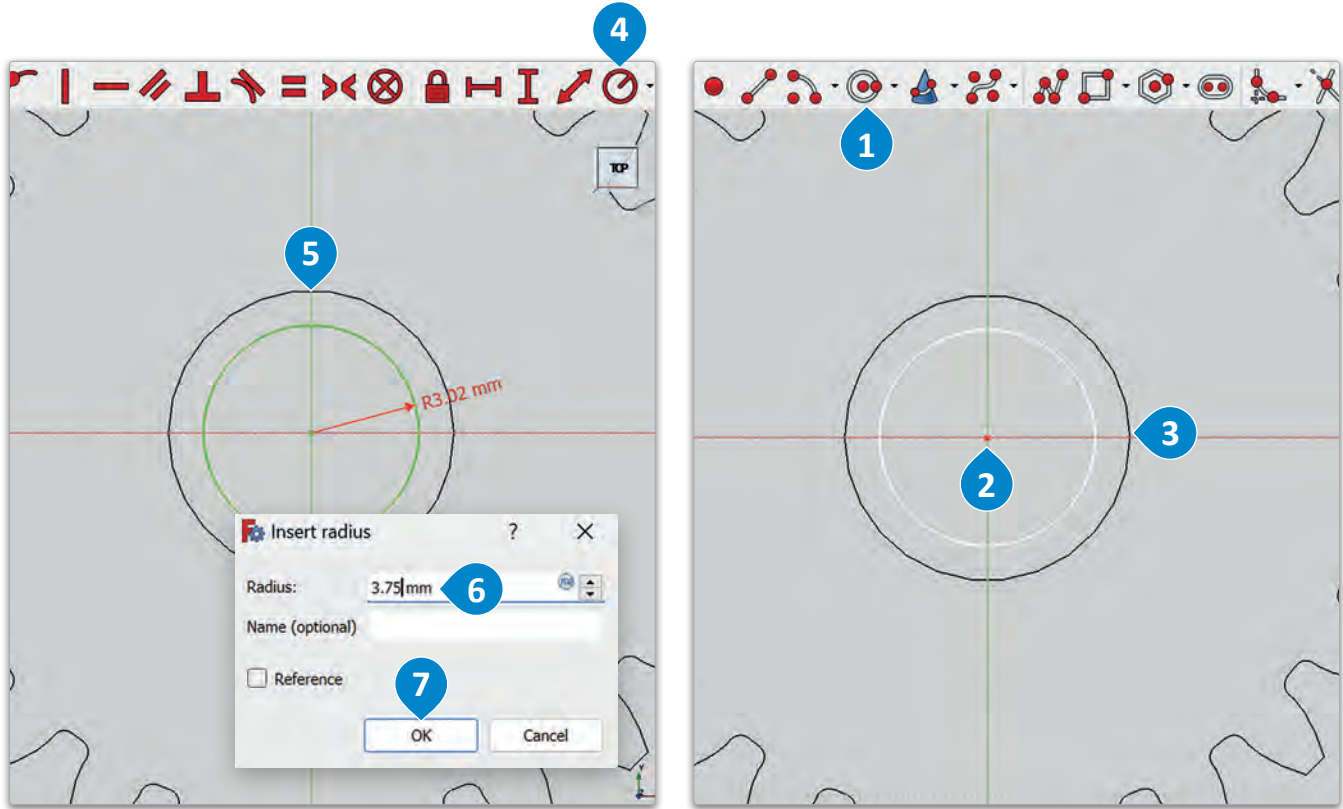 4
TOP
5
R3.02 mm
Insert radius ? X
Radius: 3.75 mm 6
Name (optional)
Reference
7
OK Cancel
Y
Z
1
3
2